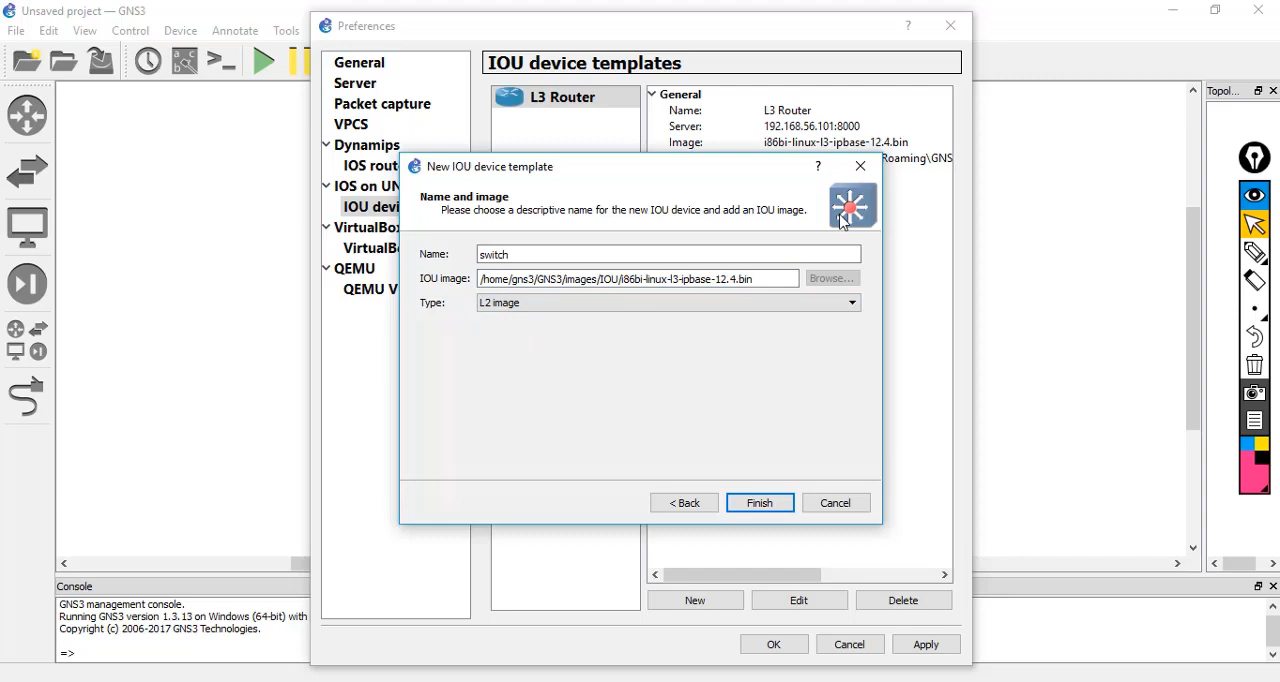 Unsaved project — GNS3
File Edit View Control Device Annotate Tools
Preferences
General
Server
Packet capture
VPCS
Dynamips
IOS rout
IOS on UN
IOU devi
VirtualBox
VirtualB
QEMU
QEMU V
IOU device templates
L3 Router
General
Name: L3 Router
Server: 192.168.56.101:8000
Image: i86bi-linux-l3-ipbase-12.4.bin
Roaming\GNS
New IOU device template
Name and image
Please choose a descriptive name for the new IOU device and add an IOU image.
Name: switch
IOU image: /home/gns3/GNS3/images/IOU/i86bi-linux-l3-ipbase-12.4.bin Browse...
Type: L2 image
< Back Finish Cancel
New Edit Delete
OK Cancel Apply
Topol...
Console
GNS3 management console.
Running GNS3 version 1.3.13 on Windows (64-bit) with
Copyright (c) 2006-2017 GNS3 Technologies.
=>